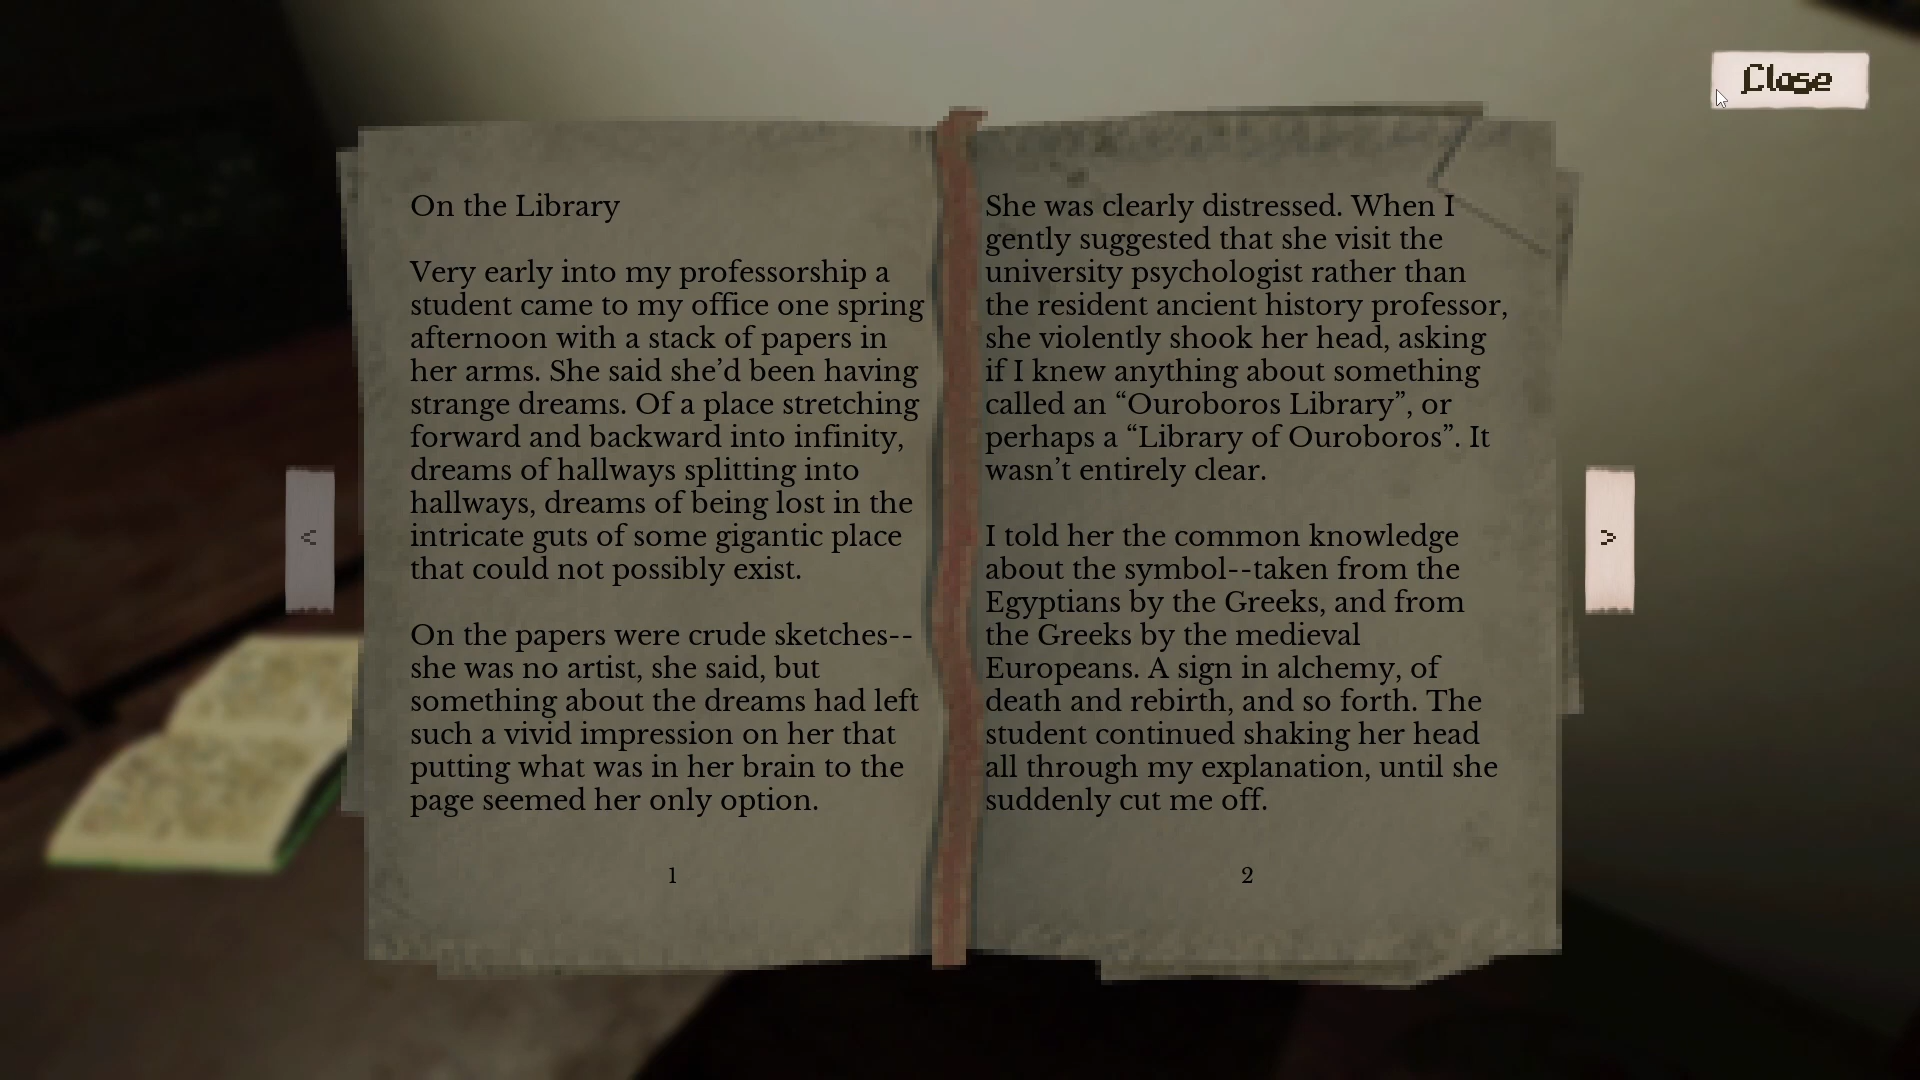 Close
On the Library
Very early into my professorship a
student came to my office one spring
afternoon with a stack of papers in
her arms. She said she’d been having
strange dreams. Of a place stretching
forward and backward into infinity,
dreams of hallways splitting into
hallways, dreams of being lost in the
intricate guts of some gigantic place
that could not possibly exist.
On the papers were crude sketches--
she was no artist, she said, but
something about the dreams had left
such a vivid impression on her that
putting what was in her brain to the
page seemed her only option.
1
She was clearly distressed. When I
gently suggested that she visit the
university psychologist rather than
the resident ancient history professor,
she violently shook her head, asking
if I knew anything about something
called an “Ouroboros Library”, or
perhaps a “Library of Ouroboros”. It
wasn’t entirely clear.
I told her the common knowledge
about the symbol--taken from the
Egyptians by the Greeks, and from
the Greeks by the medieval
Europeans. A sign in alchemy, of
death and rebirth, and so forth. The
student continued shaking her head
all through my explanation, until she
suddenly cut me off.
2
<
>